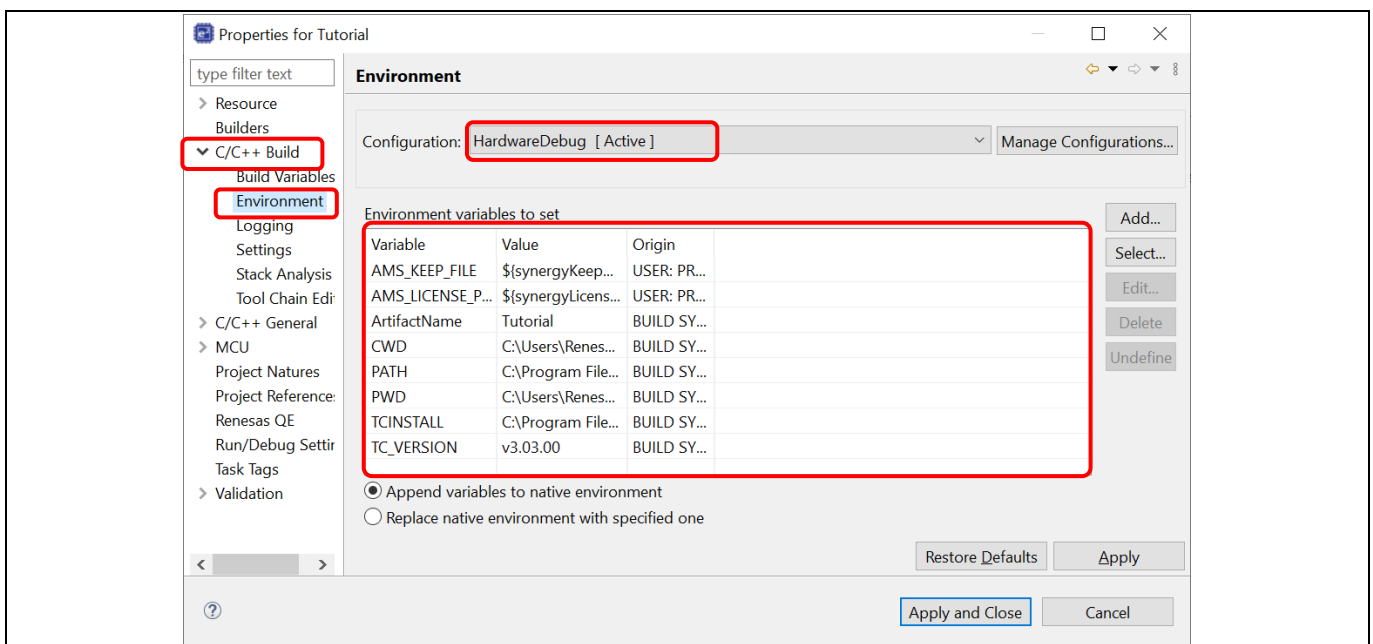 Properties for Tutorial
type filter text
Environment
Resource
Builders
C/C++ Build
Build Variables
Environment
Logging
Settings
Stack Analysis
Tool Chain Edi
C/C++ General
MCU
Project Natures
Project References
Renesas QE
Run/Debug Settin
Task Tags
Validation
Configuration: HardwareDebug [ Active ] Manage Configurations...
Environment variables to set
Variable Value Origin
AMS_KEEP_FILE ${synergyKeep... USER: PR...
AMS_LICENSE_P... ${synergyLicens... USER: PR...
ArtifactName Tutorial BUILD SY...
CWD C:\Users\Renes... BUILD SY...
PATH C:\Program File... BUILD SY...
PWD C:\Users\Renes... BUILD SY...
TCINSTALL C:\Program File... BUILD SY...
TC_VERSION v3.03.00 BUILD SY...
Add...
Select...
Edit...
Delete
Undefine
Append variables to native environment
Replace native environment with specified one
Restore Defaults Apply
? Apply and Close Cancel